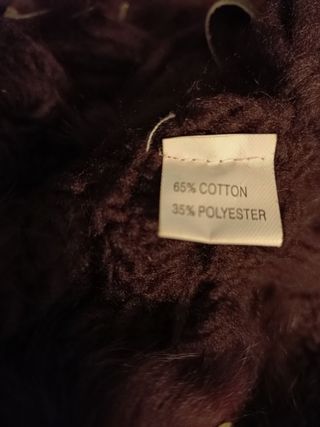 65% COTTON
35% POLYESTER